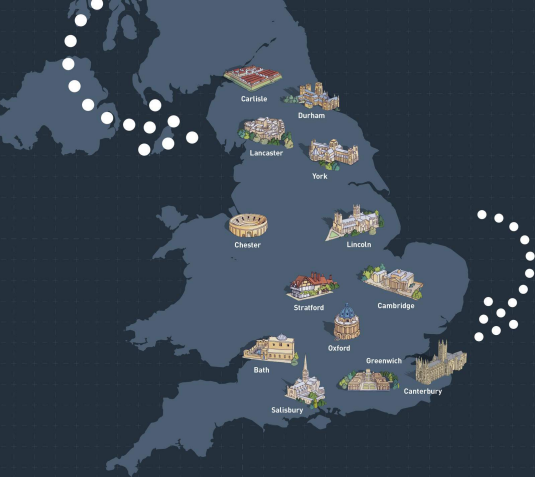 Carlisle
Durham
Lancaster
York
Chester
Lincoln
Stratford
Cambridge
Oxford
Greenwich
Bath
Canterbury
Salisbury